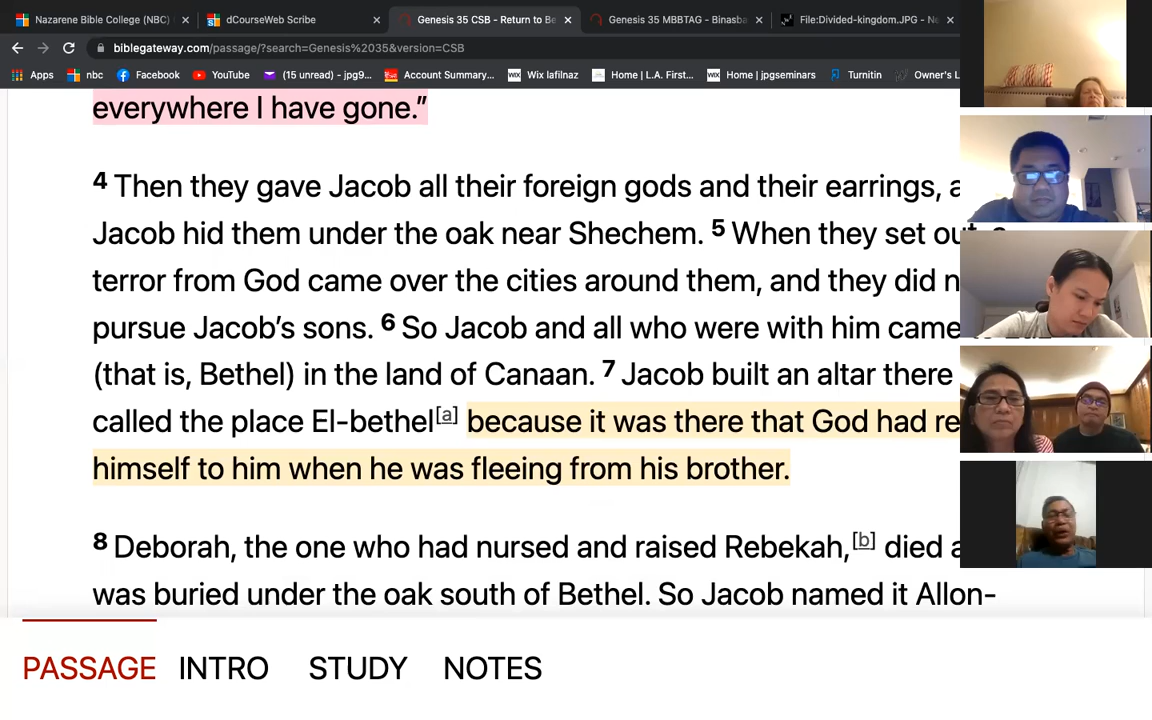 Nazarene Bible College (NBC)
dCourseWeb Scribe
Genesis 35 CSB - Return to Be
Genesis 35 MBBTAG - Binasba
File:Divided-kingdom.JPG - Ne
biblegateway.com/passage/?search=Genesis%2035&version=CSB
Apps nbc Facebook YouTube (15 unread) - jpg9... Account Summary... Wix lafilnaz Home | L.A. First... Home | jpgseminars Turnitin Owner's L
everywhere I have gone.”
4 Then they gave Jacob all their foreign gods and their earrings, a
Jacob hid them under the oak near Shechem. 5 When they set out, a
terror from God came over the cities around them, and they did n
pursue Jacob’s sons. 6 So Jacob and all who were with him came
(that is, Bethel) in the land of Canaan. 7 Jacob built an altar there
called the place El-bethel[a] because it was there that God had re
himself to him when he was fleeing from his brother.
8 Deborah, the one who had nursed and raised Rebekah,[b] died a
was buried under the oak south of Bethel. So Jacob named it Allon-
PASSAGE INTRO STUDY NOTES